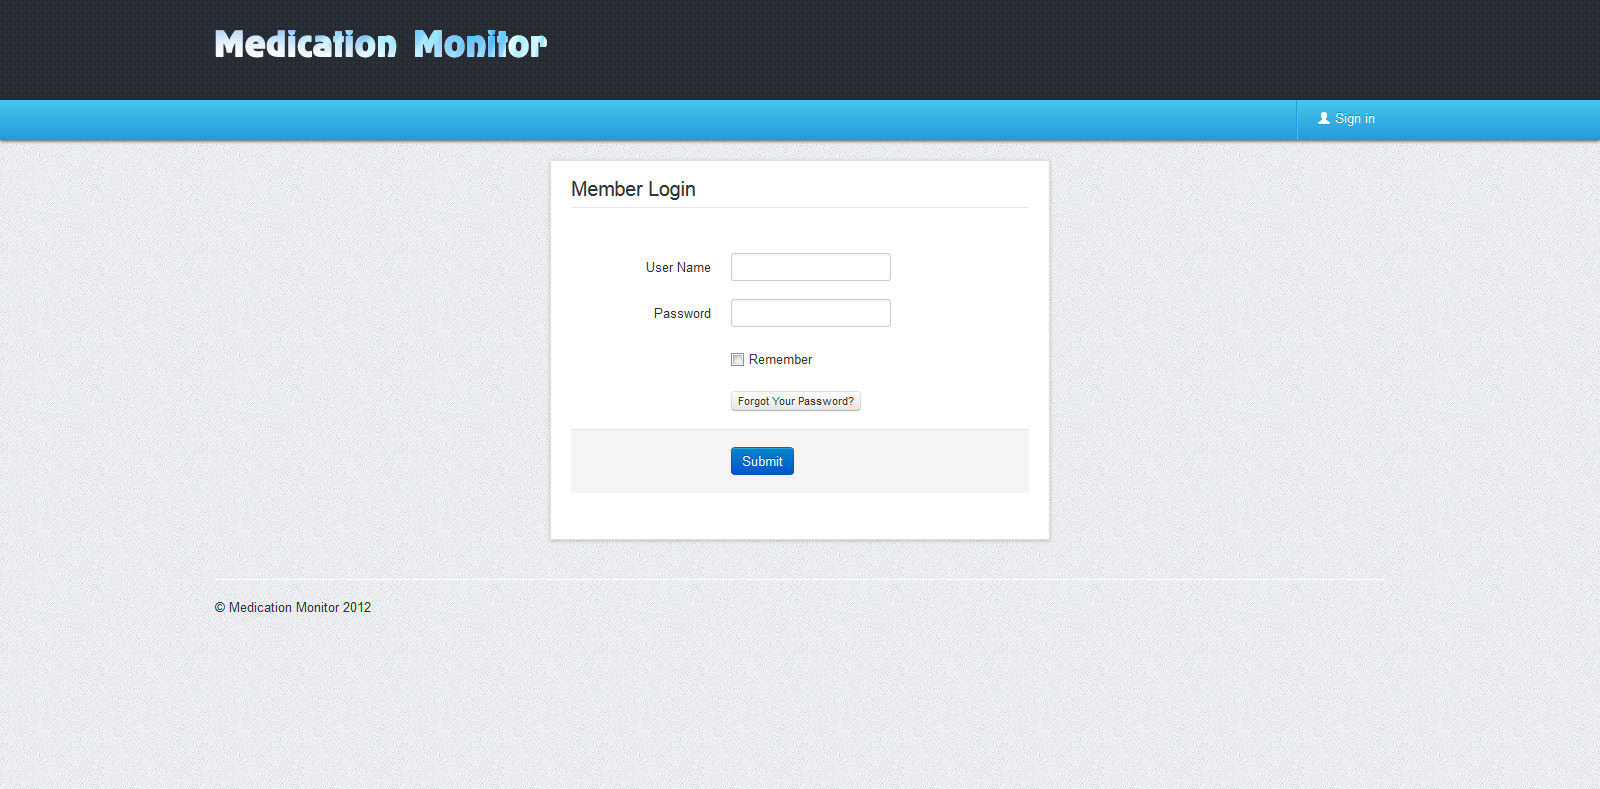 Medication Monitor
Sign in
Member Login
User Name
Password
Remember
Forgot Your Password?
Submit
© Medication Monitor 2012